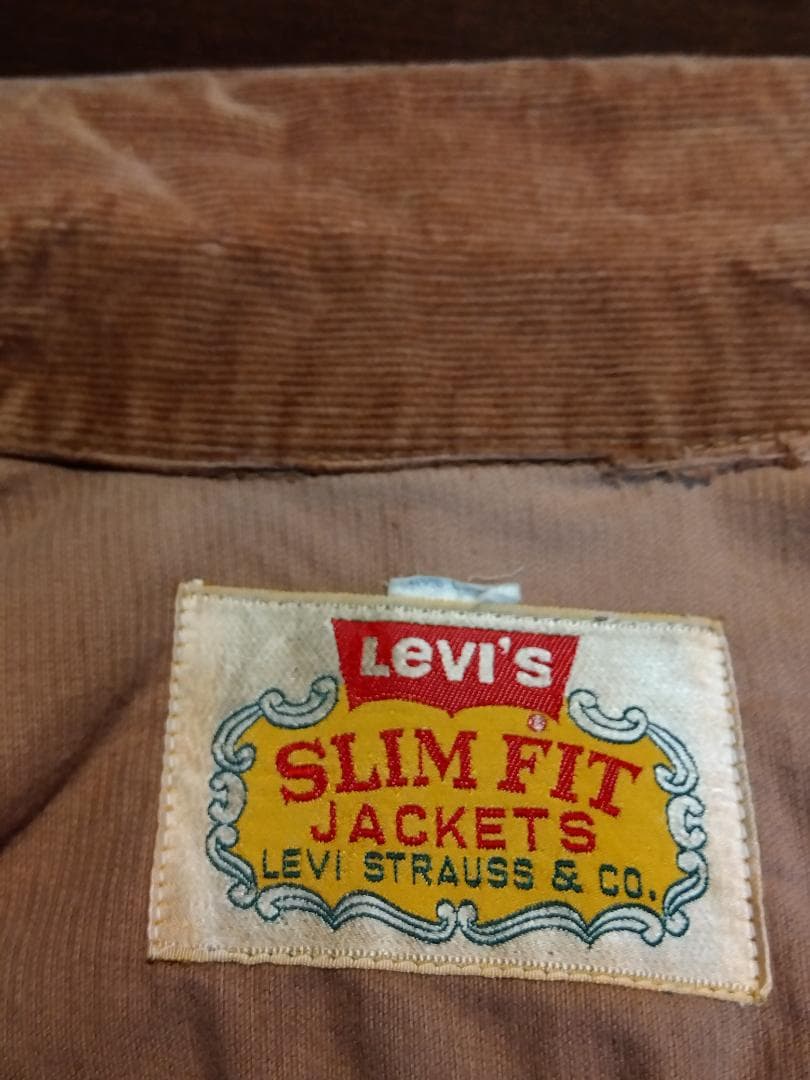 LEVI'S
®
SLIM FIT
JACKETS
LEVI STRAUSS & CO.